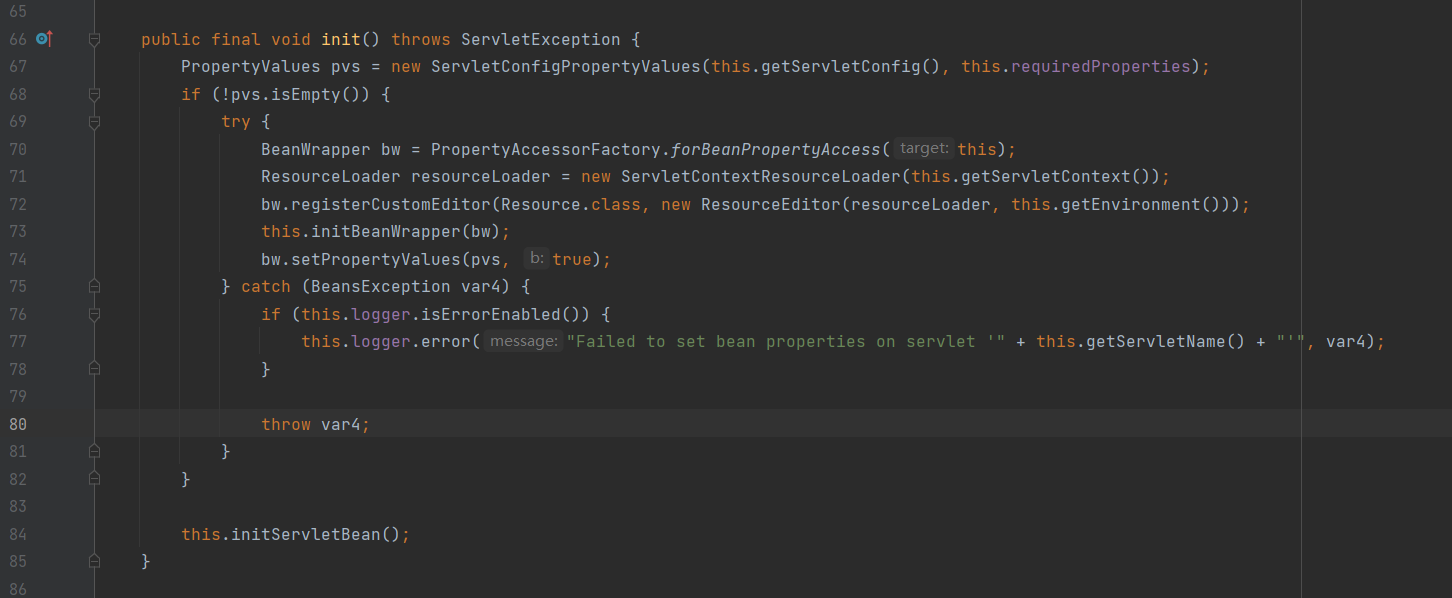 65
66 public final void init() throws ServletException {
67 PropertyValues pvs = new ServletConfigPropertyValues(this.getServletConfig(), this.requiredProperties);
68 if (!pvs.isEmpty()) {
69 try {
70 BeanWrapper bw = PropertyAccessorFactory.forBeanPropertyAccess( target: this);
71 ResourceLoader resourceLoader = new ServletContextResourceLoader(this.getServletContext());
72 bw.registerCustomEditor(Resource.class, new ResourceEditor(resourceLoader, this.getEnvironment()));
73 this.initBeanWrapper(bw);
74 bw.setPropertyValues(pvs, b: true);
75 } catch (BeansException var4) {
76 if (this.logger.isErrorEnabled()) {
77 this.logger.error( message: "Failed to set bean properties on servlet '" + this.getServletName() + "'", var4);
78 }
79
80 throw var4;
81 }
82 }
83
84 this.initServletBean();
85 }
86